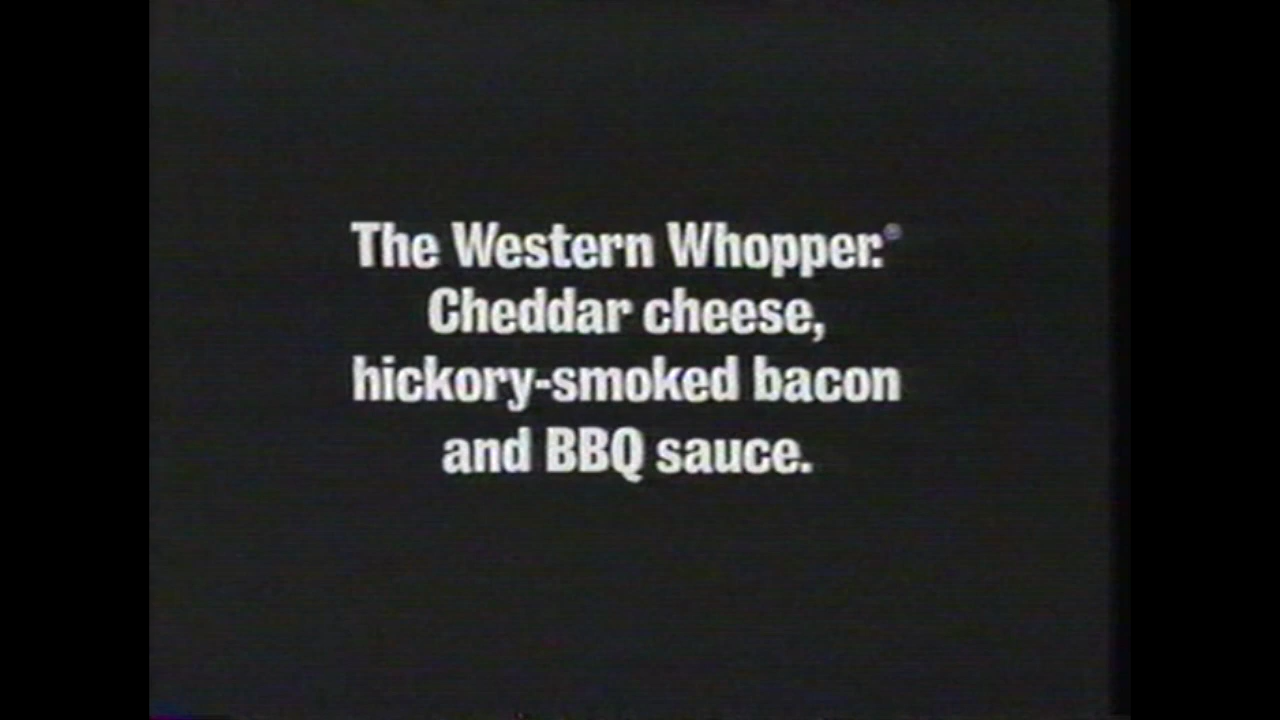 The Western Whopper.®
Cheddar cheese,
hickory-smoked bacon
and BBQ sauce.